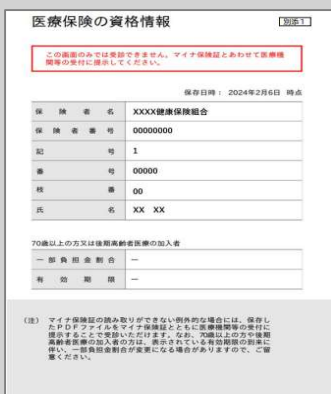 医療保険の資格情報
別添1
この画面のみでは受診できません。マイナ保険証とあわせて医療機
関等の受付に提示してください。
保存日時： 2024年2月6日 時点
保険者名 XXXX健康保険組合
保険者番号 00000000
記号 1
番号 00000
枝番 00
氏名 XX XX
70歳以上の方又は後期高齢者医療の加入者
一部負担金割合 ―
有効期限 ―
（注） マイナ保険証の読み取りができない例外的な場合には、保存し
たPDFファイルをマイナ保険証とともに医療機関等の受付に
提示することで受診いただけます。なお、70歳以上の方や後期
高齢者医療の加入者の方は、表示されている有効期限の到来に
伴い、一部負担金割合が変更になる場合がありますので、ご留
意ください。